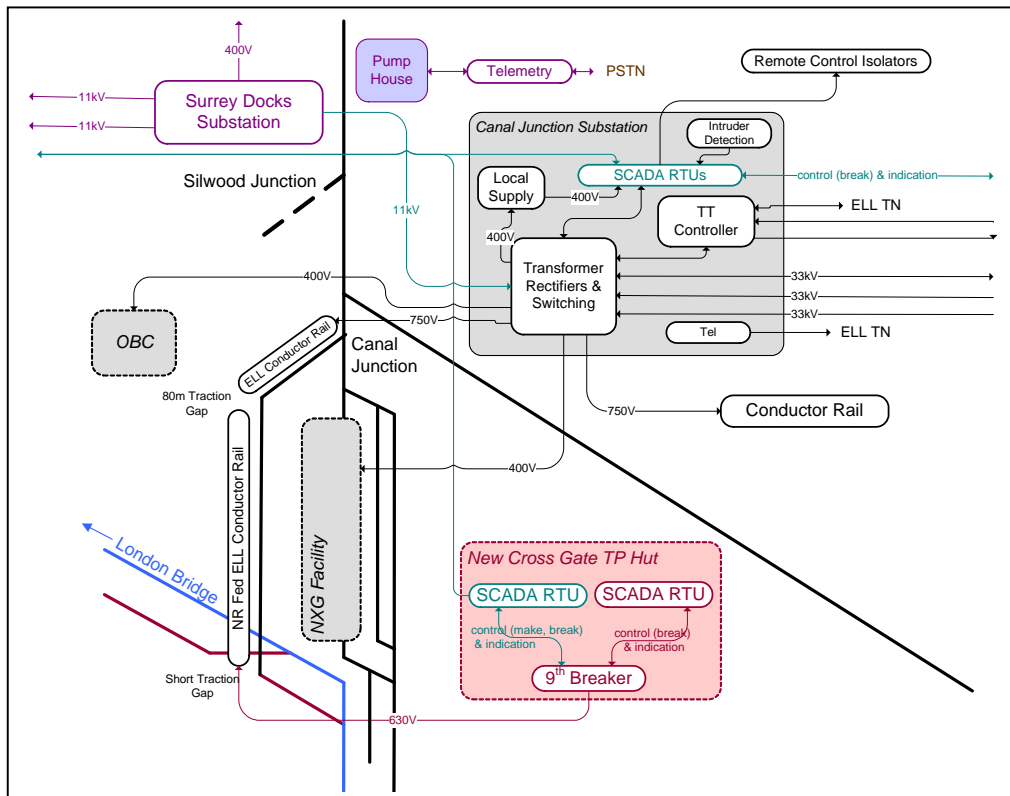 400V
Pump
House
Telemetry
PSTN
Remote Control Isolators
11kV
11kV
Surrey Docks
Substation
Canal Junction Substation
Intruder
Detection
SCADA RTUs
control (break) & indication
Silwood Junction
Local
Supply
400V
11kV
400V
TT
Controller
ELL TN
Transformer
Rectifiers &
Switching
33kV
33kV
33kV
400V
750V
Tel
ELL TN
OBC
ELL Conductor Rail
Canal
Junction
80m Traction
Gap
750V
Conductor Rail
NR Fed ELL Conductor Rail
NXG Facility
400V
London Bridge
New Cross Gate TP Hut
SCADA RTU
SCADA RTU
control (make, break)
& indication
control (break)
& indication
9th Breaker
Short Traction
Gap
630V